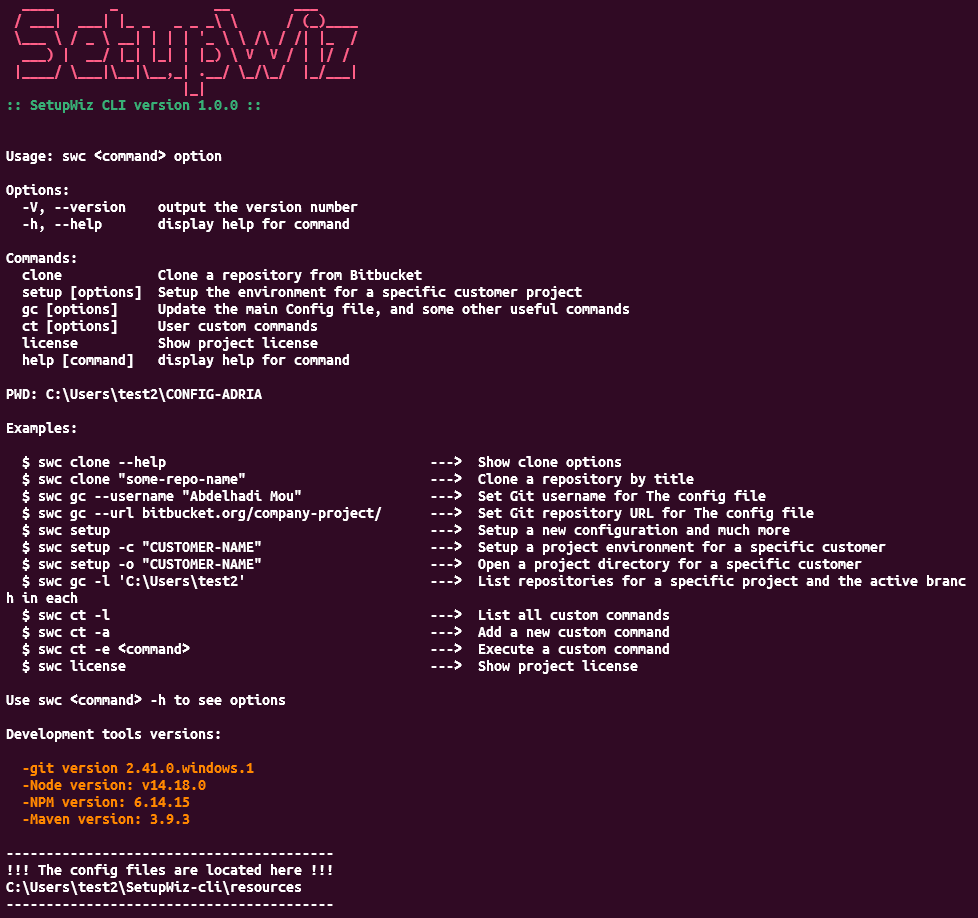 SetupWiz
:: SetupWiz CLI version 1.0.0 ::
Usage: swc <command> option
Options:
-V, --version    output the version number
-h, --help       display help for command
Commands:
clone            Clone a repository from Bitbucket
setup [options]  Setup the environment for a specific customer project
gc [options]     Update the main Config file, and some other useful commands
ct [options]     User custom commands
license          Show project license
help [command]   display help for command
PWD: C:\Users\test2\CONFIG-ADRIA
Examples:
$ swc clone --help                                 --->  Show clone options
$ swc clone "some-repo-name"                       --->  Clone a repository by title
$ swc gc --username "Abdelhadi Mou"                --->  Set Git username for The config file
$ swc gc --url bitbucket.org/company-project/      --->  Set Git repository URL for The config file
$ swc setup                                        --->  Setup a new configuration and much more
$ swc setup -c "CUSTOMER-NAME"                     --->  Setup a project environment for a specific customer
$ swc setup -o "CUSTOMER-NAME"                     --->  Open a project directory for a specific customer
$ swc gc -l 'C:\Users\test2'                       --->  List repositories for a specific project and the active branc
h in each
$ swc ct -l                                        --->  List all custom commands
$ swc ct -a                                        --->  Add a new custom command
$ swc ct -e <command>                              --->  Execute a custom command
$ swc license                                      --->  Show project license
Use swc <command> -h to see options
Development tools versions:
-git version 2.41.0.windows.1
-Node version: v14.18.0
-NPM version: 6.14.15
-Maven version: 3.9.3
-----------------------------------------
!!! The config files are located here !!!
C:\Users\test2\SetupWiz-cli\resources
-----------------------------------------